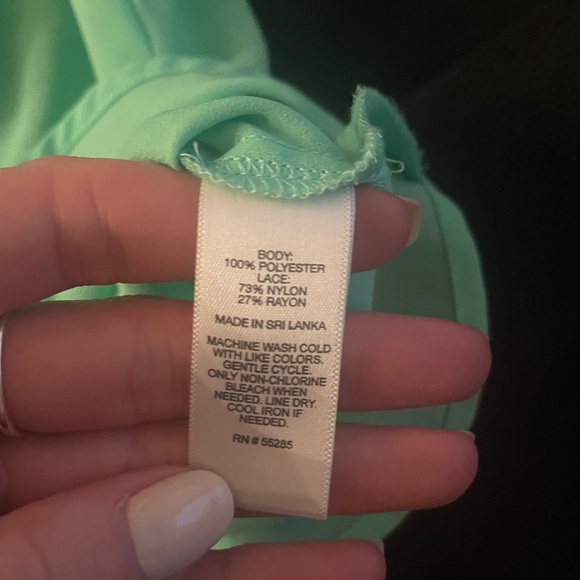 BODY:
100% POLYESTER
LACE:
73% NYLON
27% RAYON
MADE IN SRI LANKA
MACHINE WASH COLD
WITH LIKE COLORS.
GENTLE CYCLE.
ONLY NON-CHLORINE
BLEACH WHEN
NEEDED. LINE DRY.
COOL IRON IF
NEEDED.
RN # 55285